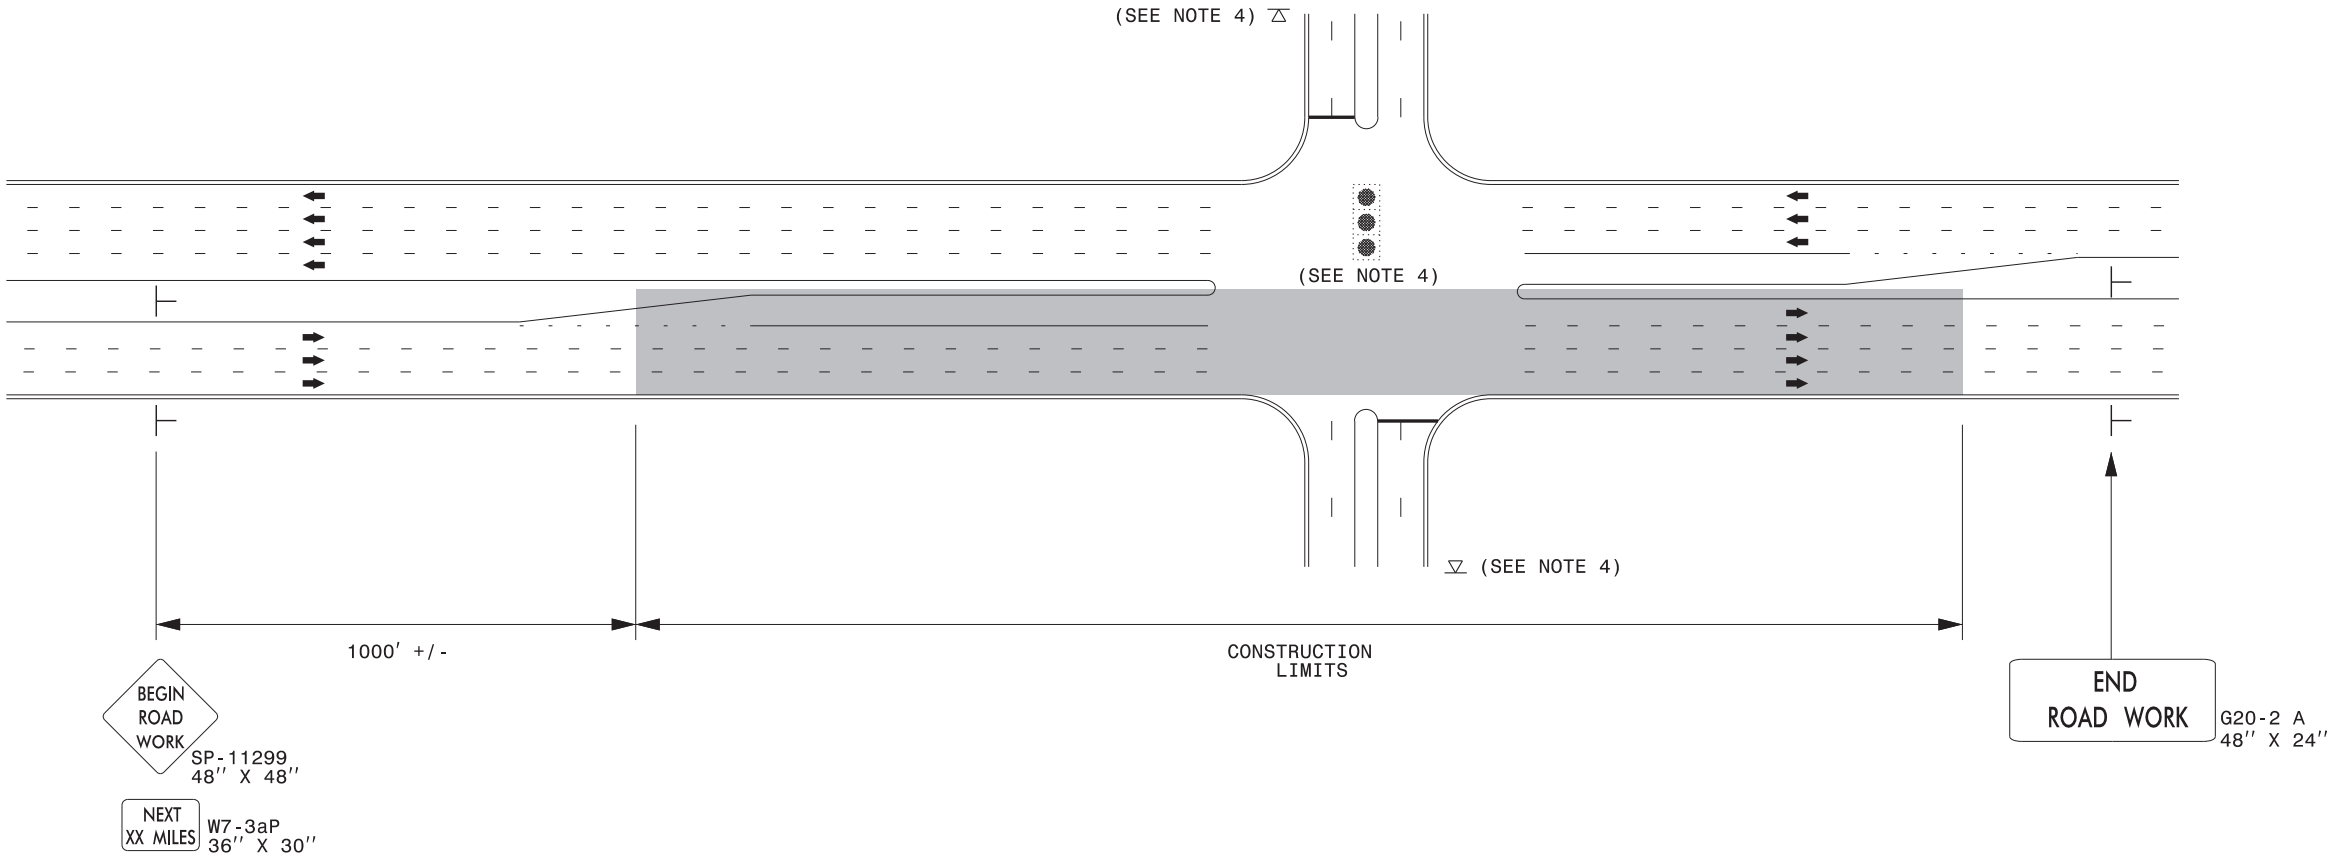 (SEE NOTE 4)
(SEE NOTE 4)
(SEE NOTE 4)
1000' +/-
CONSTRUCTION
LIMITS
BEGIN
ROAD
WORK
SP-11299
48'' X 48''
NEXT
XX MILES
W7-3aP
36'' X 30''
END
ROAD WORK
G20-2 A
48'' X 24''